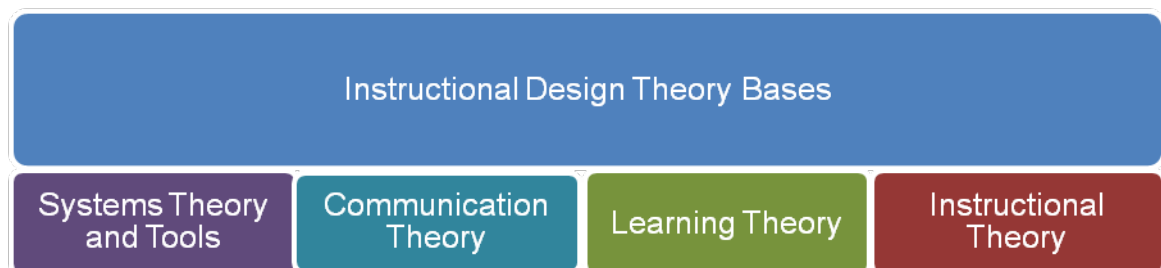 Instructional Design Theory Bases
Systems Theory
and Tools
Communication
Theory
Learning Theory
Instructional
Theory